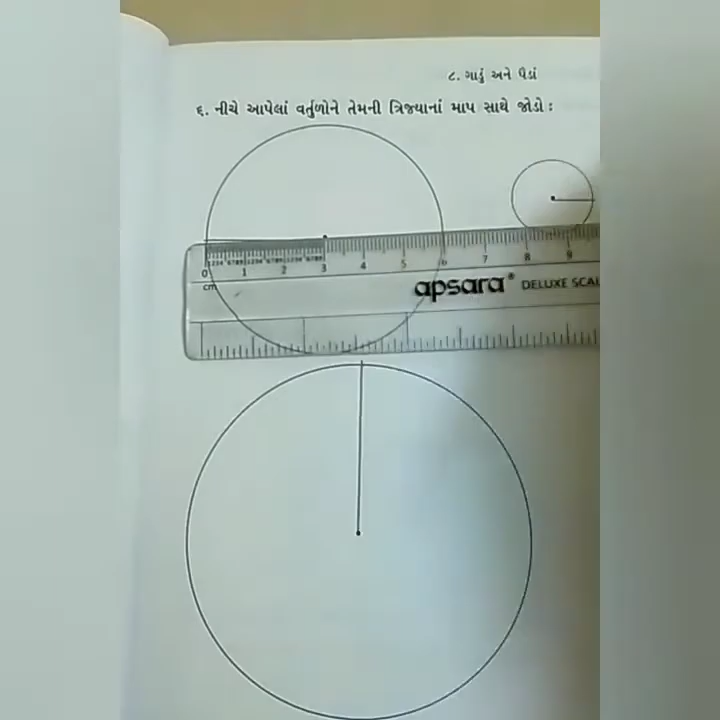 ૮. ગાડું અને પૈડાં
૬. નીચે આપેલાં વર્તુળોને તેમની ત્રિજ્યાનાં માપ સાથે જોડો :
0 1 2 3 4 5 6 7 8 9
cm
apsara® DELUXE SCAL